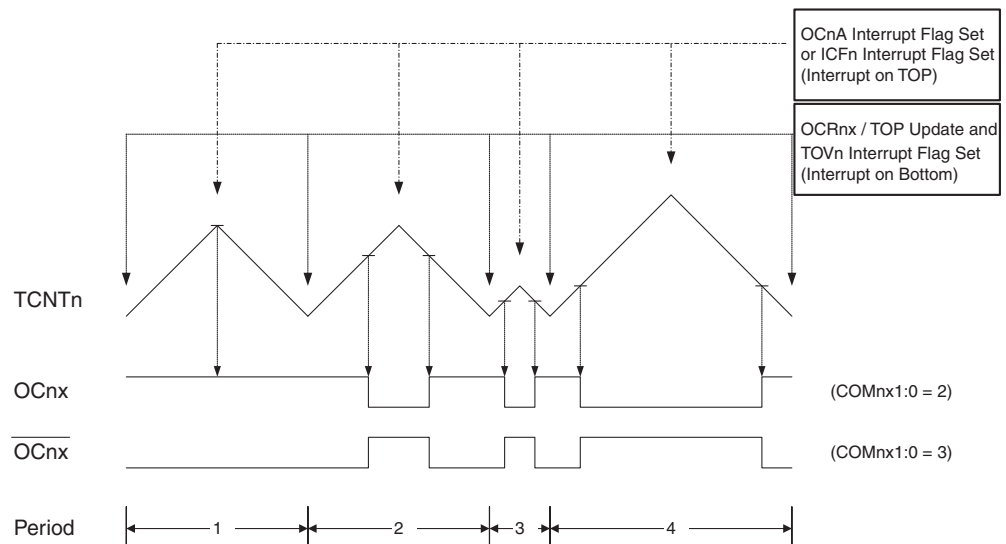 OCnA Interrupt Flag Set
or ICFn Interrupt Flag Set
(Interrupt on TOP)
OCRnx / TOP Update and
TOVn Interrupt Flag Set
(Interrupt on Bottom)
TCNTn
OCnx
(COMnx1:0 = 2)
OCnx
(COMnx1:0 = 3)
Period
1
2
3
4